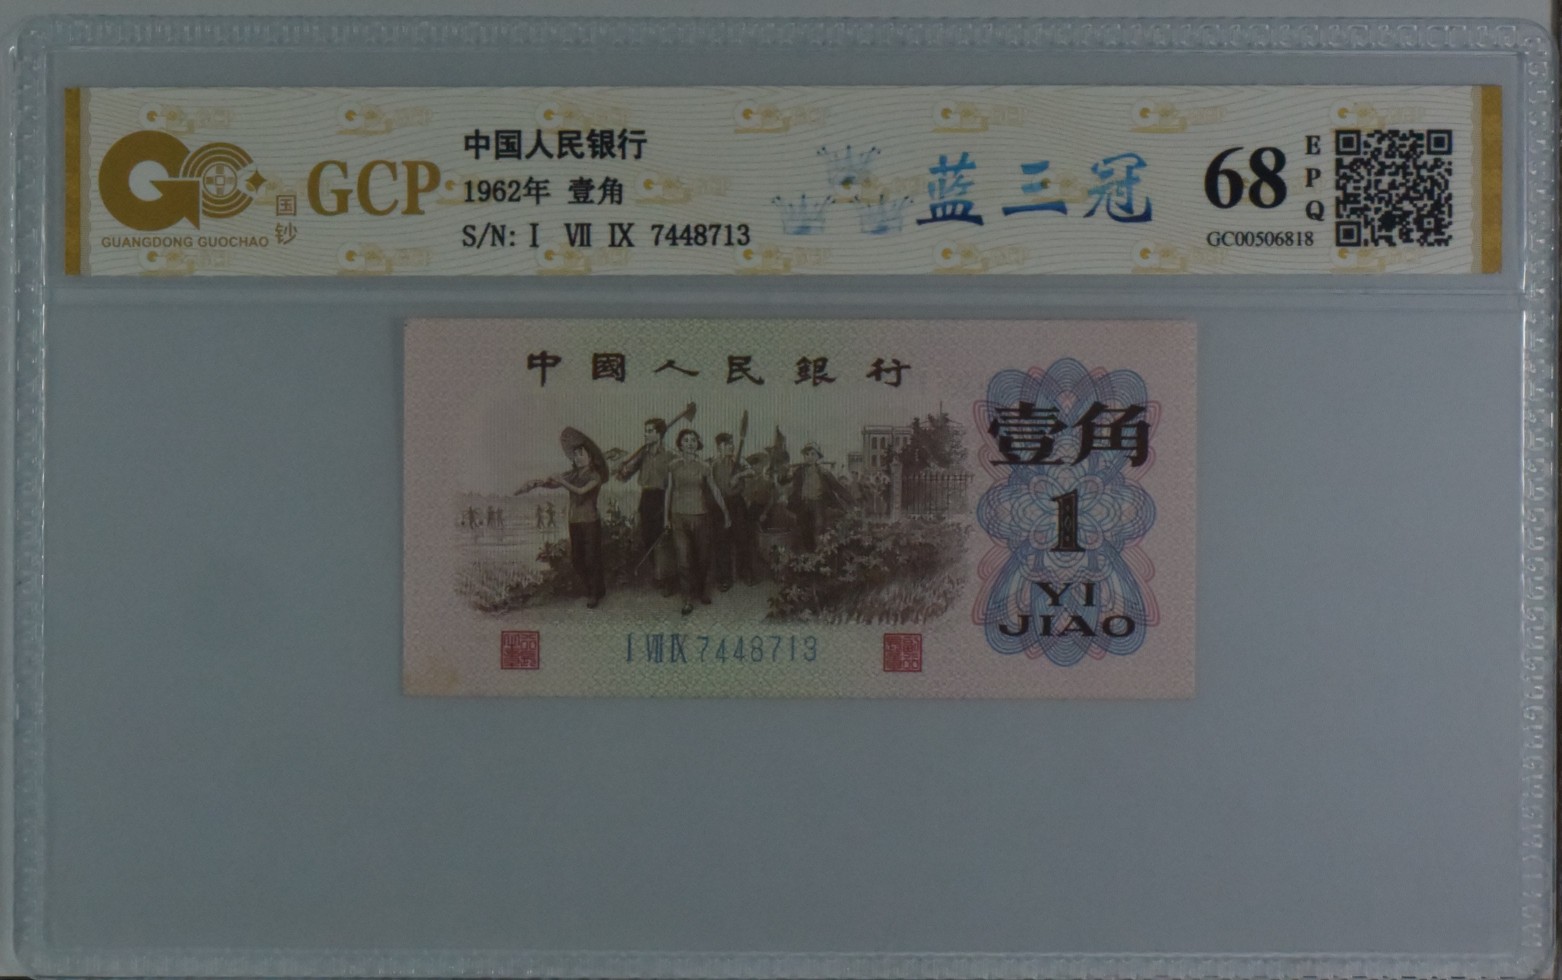 GCP
国
钞
GUANGDONG GUOCHAO
中国人民银行
1962年 壹角
S/N: I VII IX 7448713
蓝三冠
68
EPQ
GC00506818
中國人民銀行
壹角
1
YI
JIAO
I VII IX 7448713